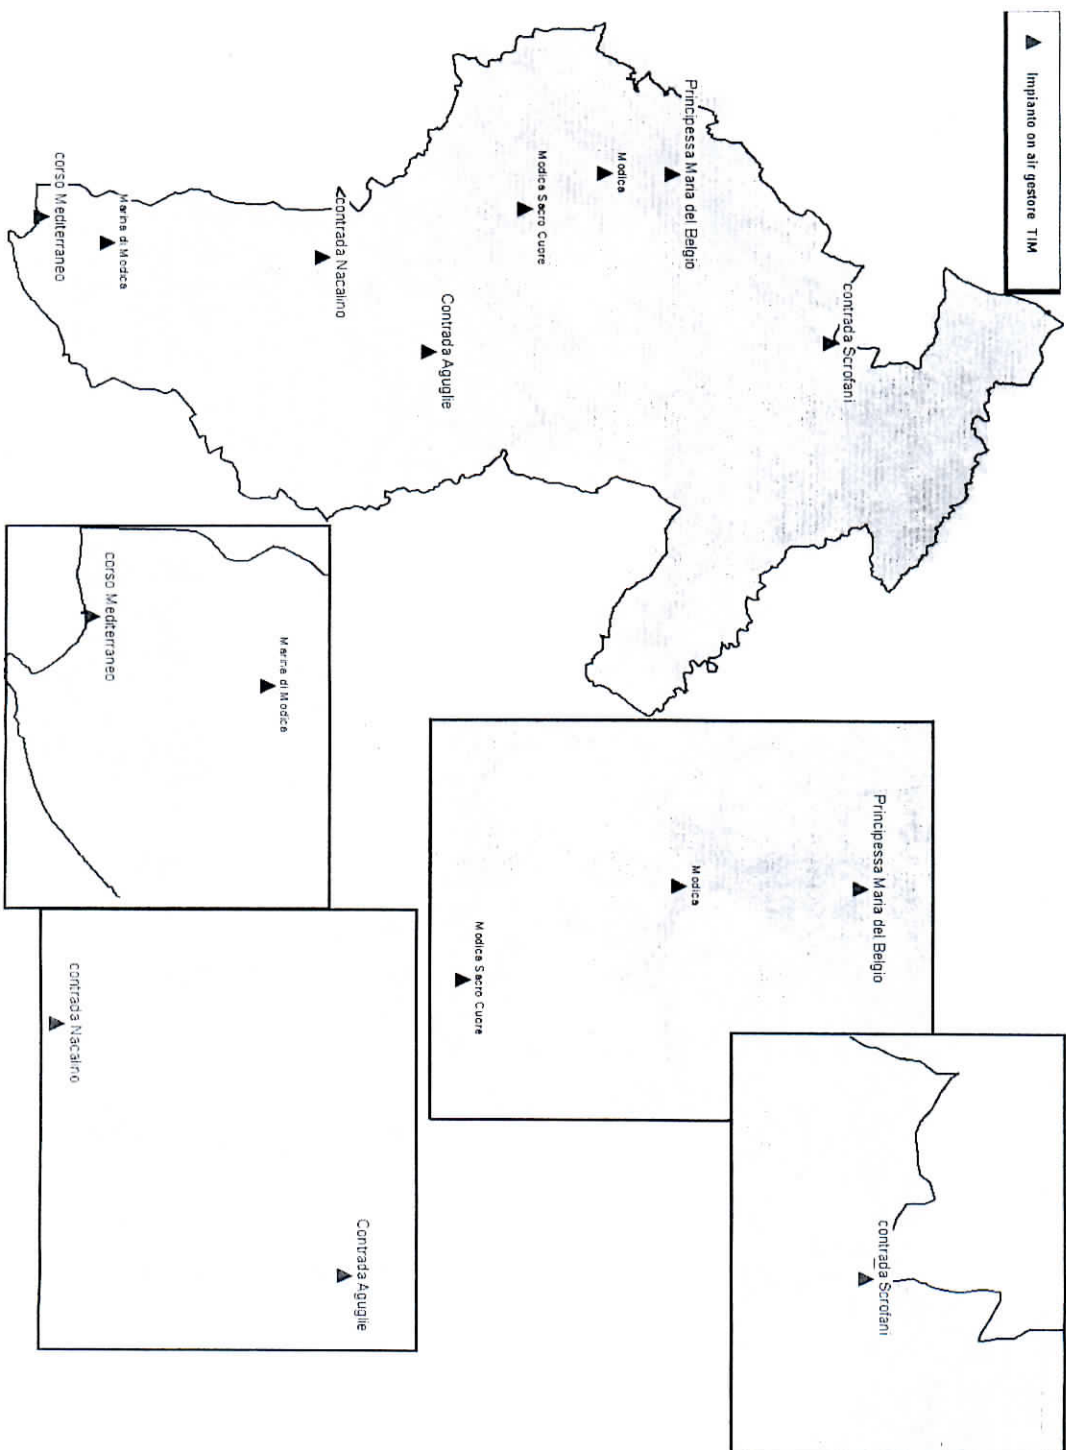 Impianto on air gestore TIM
contrada Scrofani
Principessa Maria del Belgio
Modica
Modica Sacro Cuore
Contrada Aguglie
contrada Nacalino
Marina di Modica
corso Mediterraneo
contrada Scrofani
Principessa Maria del Belgio
Modica
Modica Sacro Cuore
Marina di Modica
corso Mediterraneo
Contrada Aguglie
contrada Nacalino